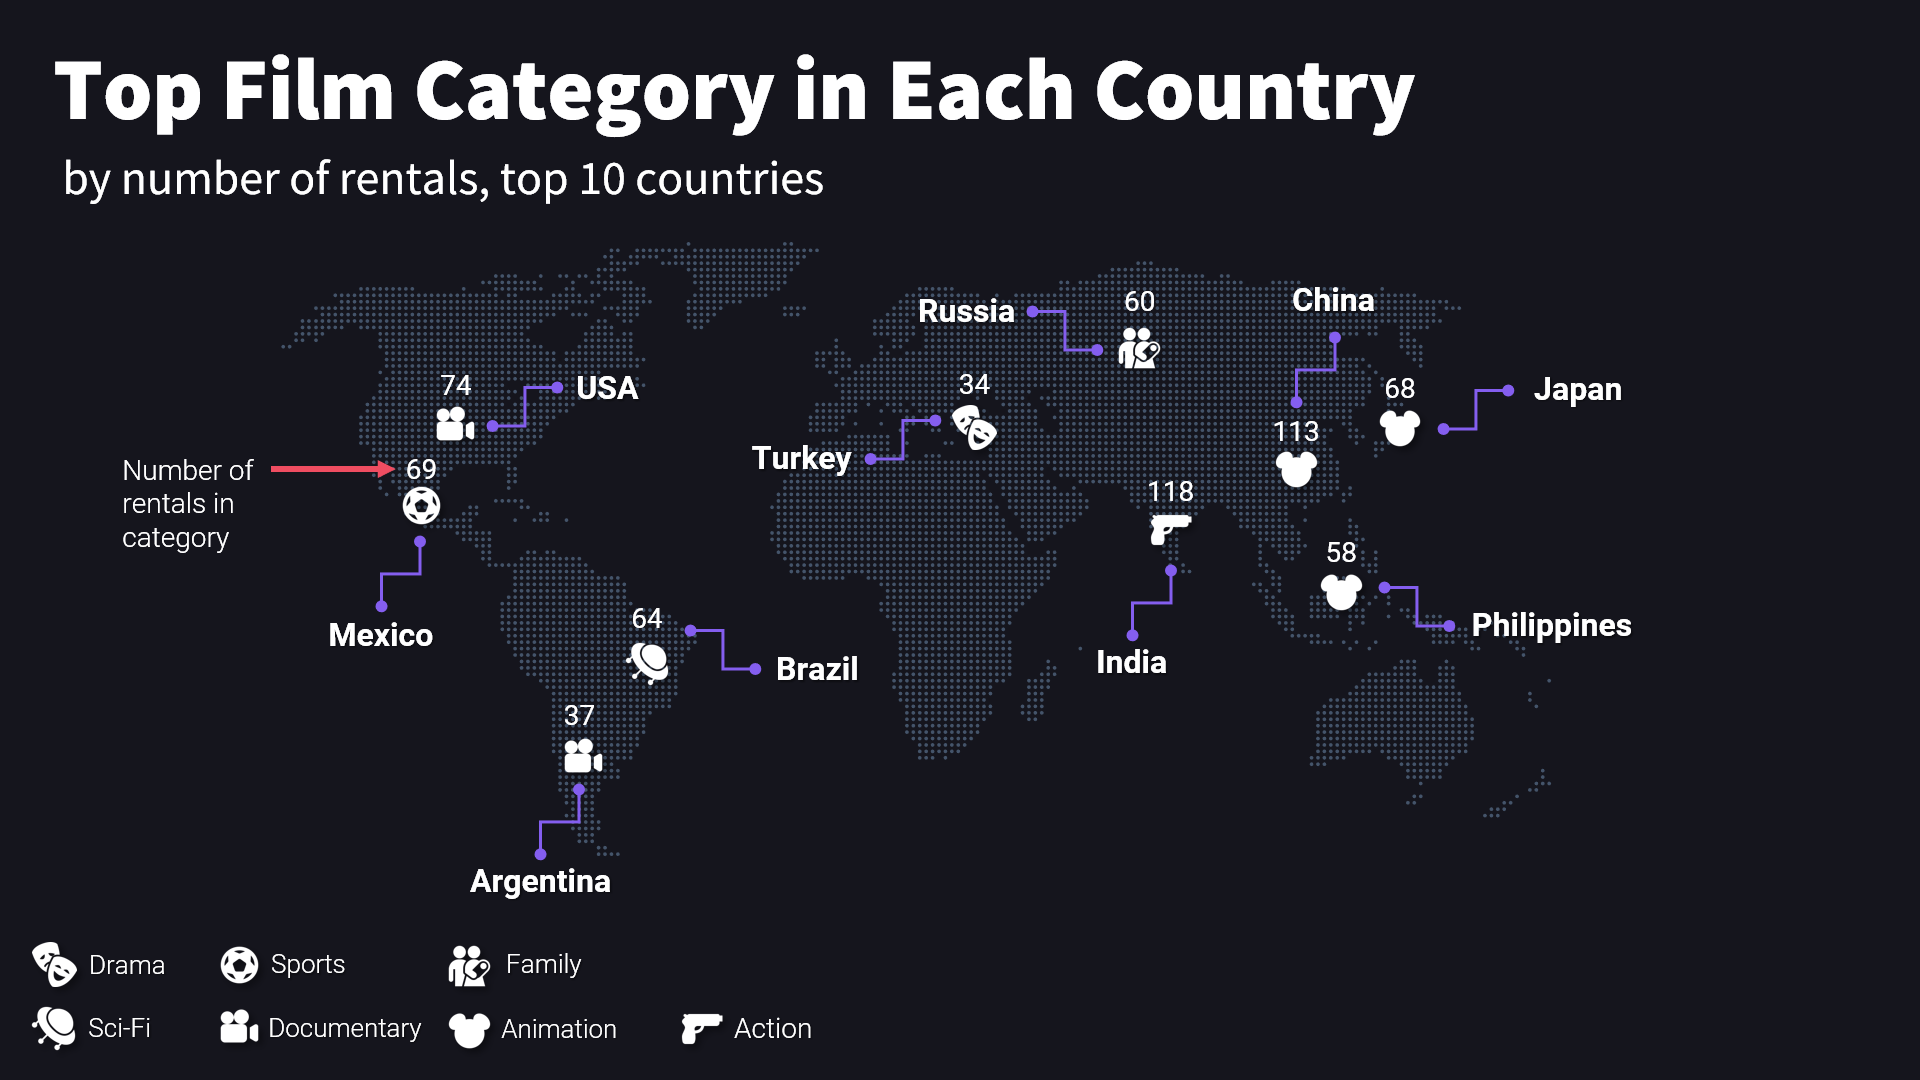 Top Film Category in Each Country
by number of rentals, top 10 countries
Russia
60
China
74
USA
34
68
Japan
Turkey
113
Number of
rentals in
category
69
118
58
Mexico
64
Brazil
India
Philippines
37
Argentina
Drama
Sports
Family
Sci-Fi
Documentary
Animation
Action